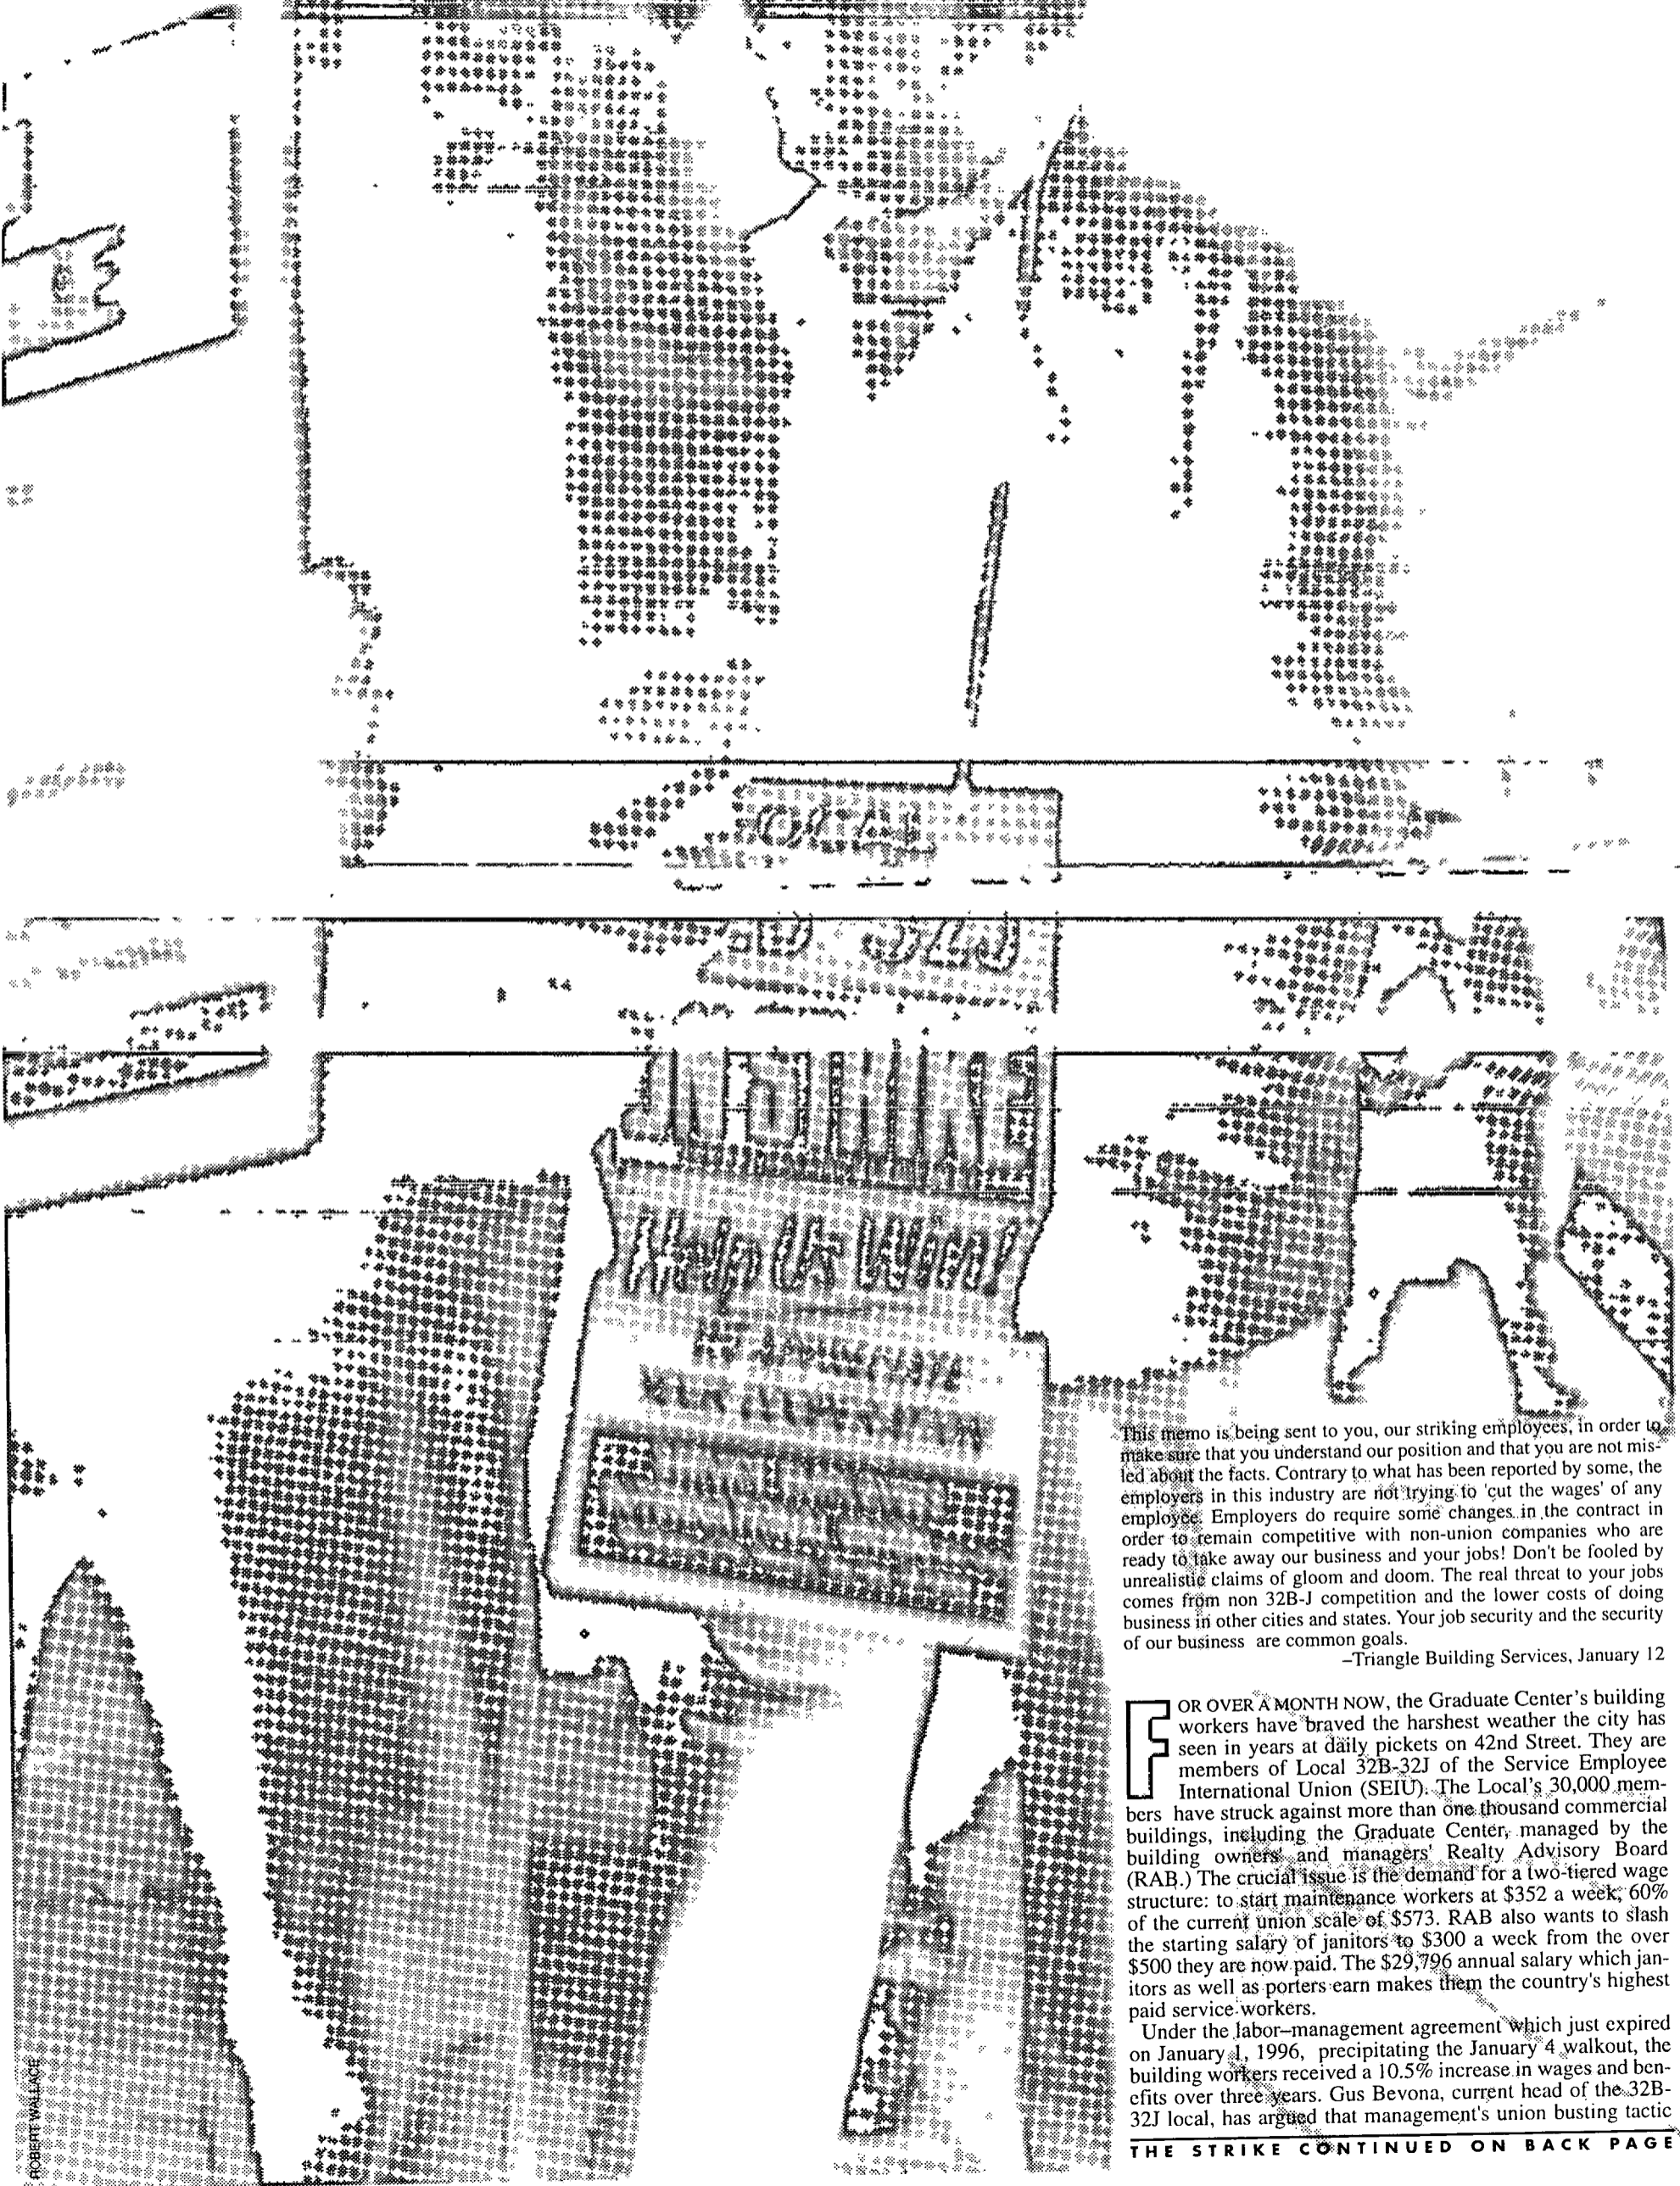 32J
ON STRIKE
Help Us Win!
WE APPRECIATE
YOUR COOPERATION
This memo is being sent to you, our striking employees, in order to
make sure that you understand our position and that you are not mis-
led about the facts. Contrary to what has been reported by some, the
employers in this industry are not trying to 'cut the wages' of any
employee. Employers do require some changes in the contract in
order to remain competitive with non-union companies who are
ready to take away our business and your jobs! Don't be fooled by
unrealistic claims of gloom and doom. The real threat to your jobs
comes from non 32B-J competition and the lower costs of doing
business in other cities and states. Your job security and the security
of our business are common goals.
–Triangle Building Services, January 12
FOR OVER A MONTH NOW, the Graduate Center's building
workers have braved the harshest weather the city has
seen in years at daily pickets on 42nd Street. They are
members of Local 32B-32J of the Service Employee
International Union (SEIU). The Local's 30,000 mem-
bers have struck against more than one thousand commercial
buildings, including the Graduate Center, managed by the
building owners' and managers' Realty Advisory Board
(RAB.) The crucial issue is the demand for a two-tiered wage
structure: to start maintenance workers at $352 a week, 60%
of the current union scale of $573. RAB also wants to slash
the starting salary of janitors to $300 a week from the over
$500 they are now paid. The $29,796 annual salary which jan-
itors as well as porters earn makes them the country's highest
paid service workers.
Under the labor–management agreement which just expired
on January 1, 1996, precipitating the January 4 walkout, the
building workers received a 10.5% increase in wages and ben-
efits over three years. Gus Bevona, current head of the 32B-
32J local, has argued that management's union busting tactic
THE STRIKE CONTINUED ON BACK PAGE
ROBERT WALLACE